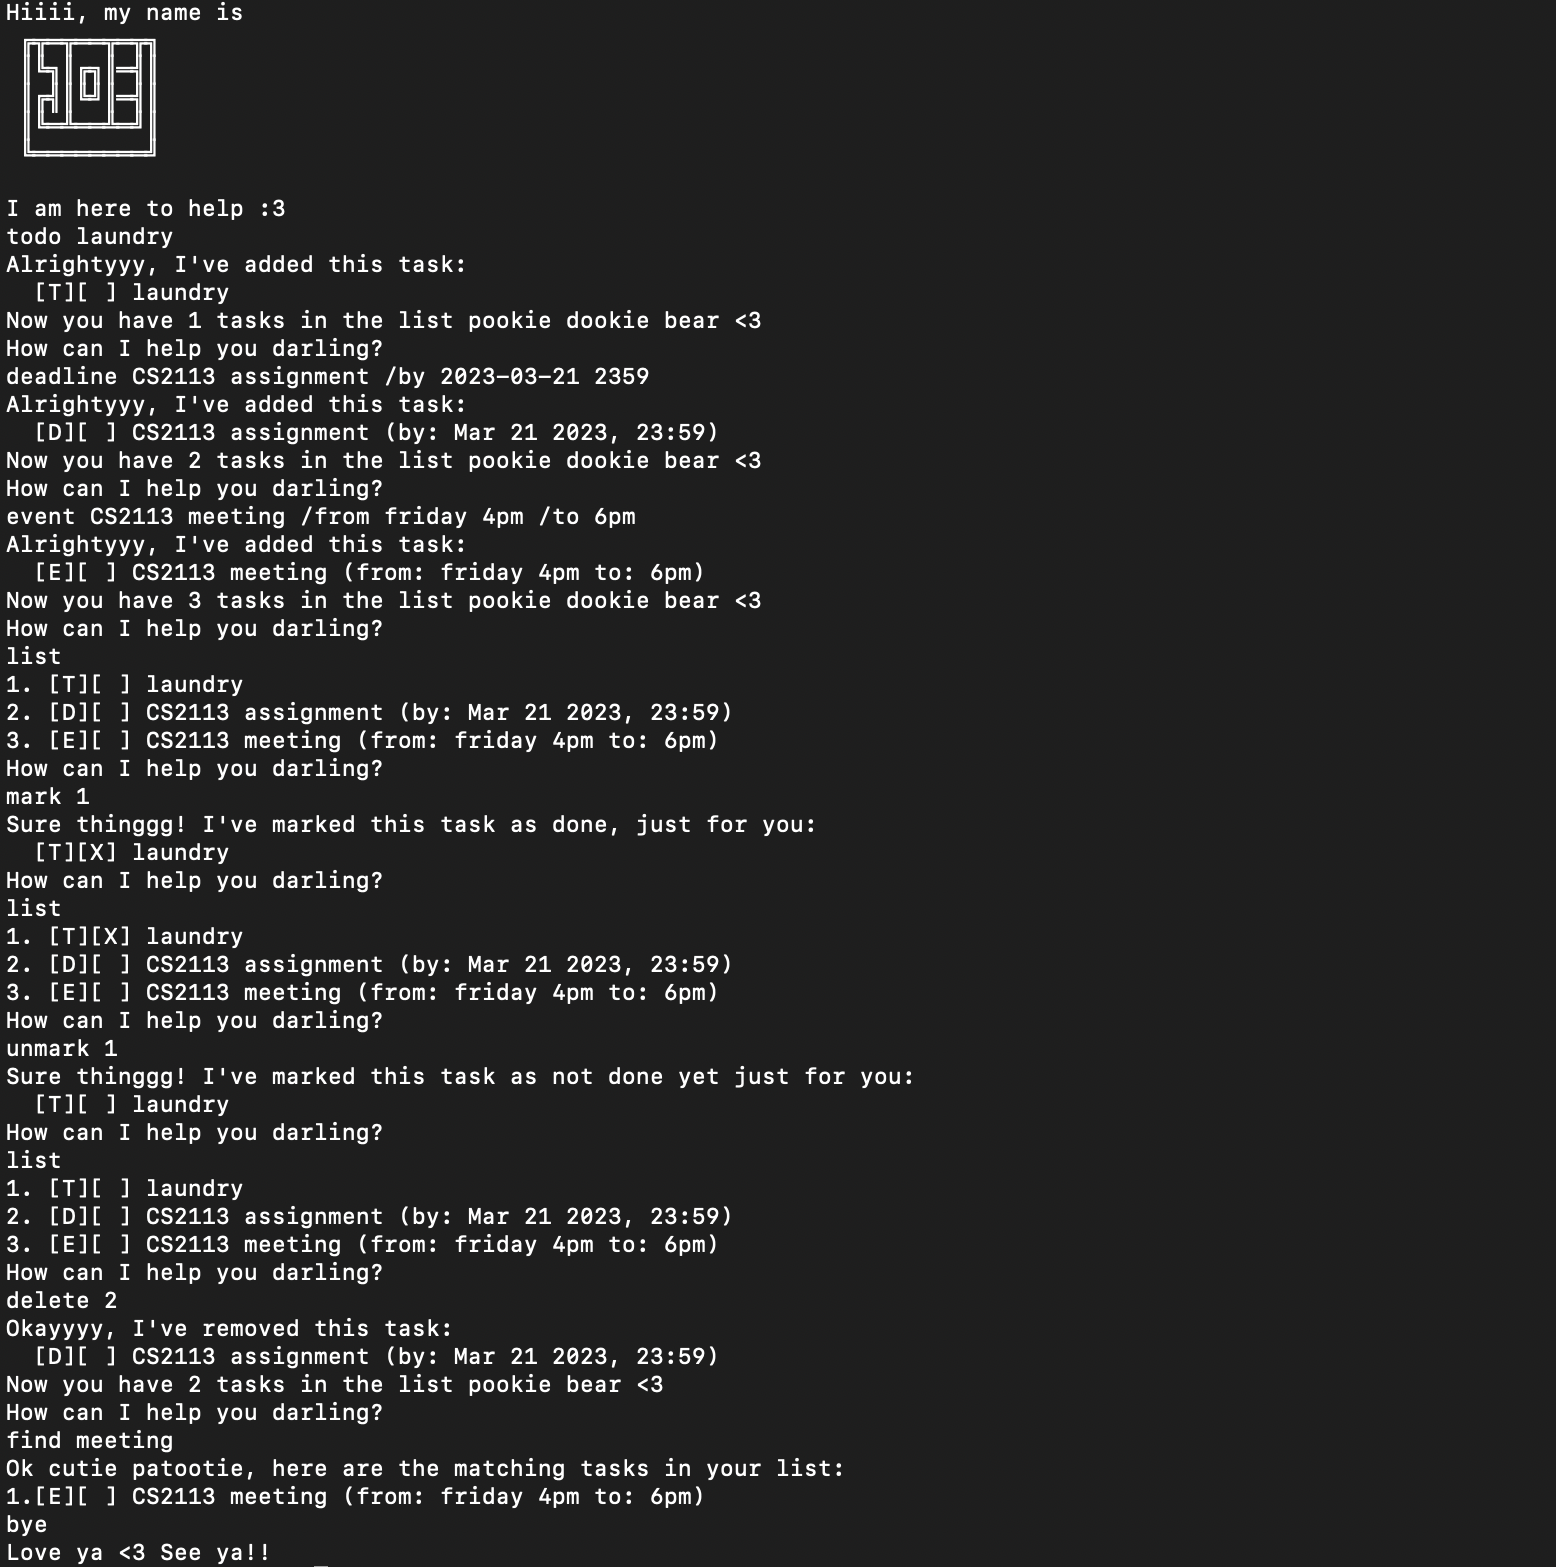 Hiiii, my name is
I am here to help :3
todo laundry
Alrightyyy, I've added this task:
[T][ ] laundry
Now you have 1 tasks in the list pookie dookie bear <3
How can I help you darling?
deadline CS2113 assignment /by 2023-03-21 2359
Alrightyyy, I've added this task:
[D][ ] CS2113 assignment (by: Mar 21 2023, 23:59)
Now you have 2 tasks in the list pookie dookie bear <3
How can I help you darling?
event CS2113 meeting /from friday 4pm /to 6pm
Alrightyyy, I've added this task:
[E][ ] CS2113 meeting (from: friday 4pm to: 6pm)
Now you have 3 tasks in the list pookie dookie bear <3
How can I help you darling?
list
1. [T][ ] laundry
2. [D][ ] CS2113 assignment (by: Mar 21 2023, 23:59)
3. [E][ ] CS2113 meeting (from: friday 4pm to: 6pm)
How can I help you darling?
mark 1
Sure thinggg! I've marked this task as done, just for you:
[T][X] laundry
How can I help you darling?
list
1. [T][X] laundry
2. [D][ ] CS2113 assignment (by: Mar 21 2023, 23:59)
3. [E][ ] CS2113 meeting (from: friday 4pm to: 6pm)
How can I help you darling?
unmark 1
Sure thinggg! I've marked this task as not done yet just for you:
[T][ ] laundry
How can I help you darling?
list
1. [T][ ] laundry
2. [D][ ] CS2113 assignment (by: Mar 21 2023, 23:59)
3. [E][ ] CS2113 meeting (from: friday 4pm to: 6pm)
How can I help you darling?
delete 2
Okayyyy, I've removed this task:
[D][ ] CS2113 assignment (by: Mar 21 2023, 23:59)
Now you have 2 tasks in the list pookie bear <3
How can I help you darling?
find meeting
Ok cutie patootie, here are the matching tasks in your list:
1.[E][ ] CS2113 meeting (from: friday 4pm to: 6pm)
bye
Love ya <3 See ya!!